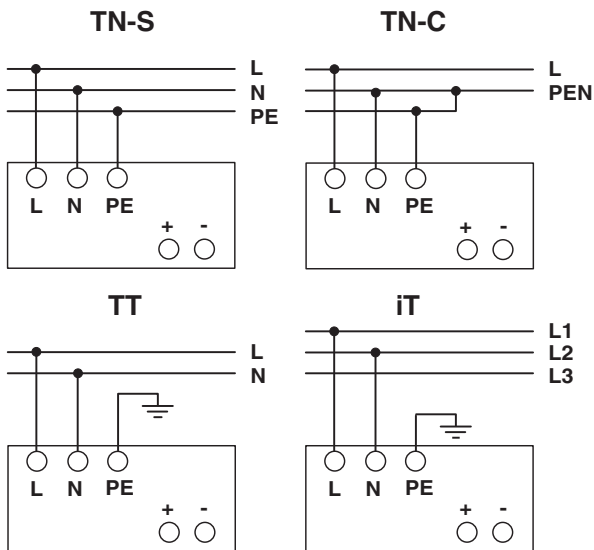 TN-S
TN-C
L
N
PE
L
PEN
L N PE
+ -
L N PE
+ -
TT
iT
L
N
L1
L2
L3
L N PE
+ -
L N PE
+ -